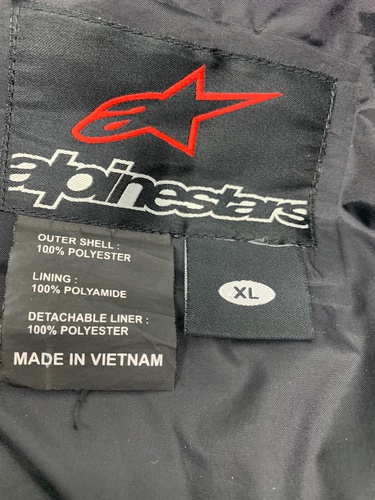 alpinestars
OUTER SHELL :
100% POLYESTER
LINING :
100% POLYAMIDE
DETACHABLE LINER :
100% POLYESTER
MADE IN VIETNAM
XL